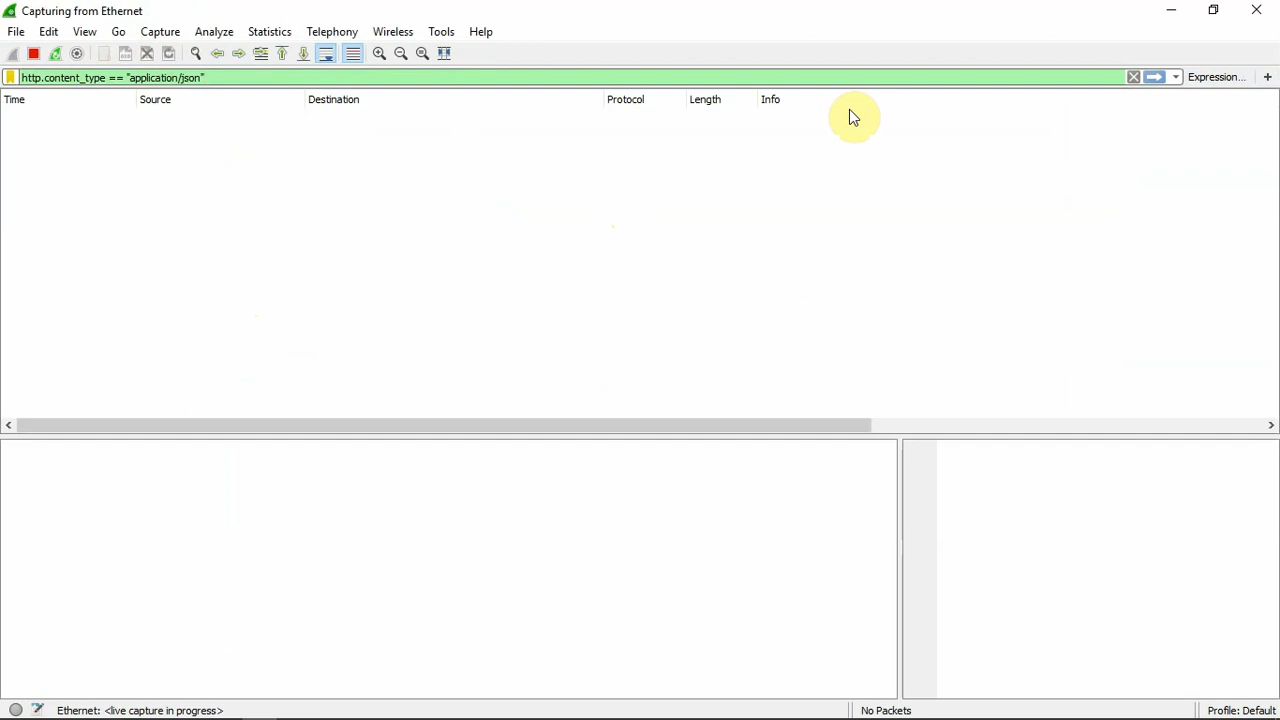 Capturing from Ethernet
File Edit View Go Capture Analyze Statistics Telephony Wireless Tools Help
http.content_type == "application/json"
Expression... +
Time Source Destination Protocol Length Info
Ethernet: <live capture in progress>
No Packets
Profile: Default